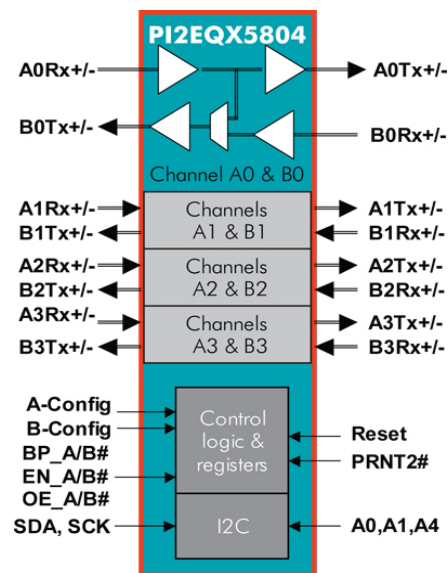 PI2EQX5804
A0Rx+/-
A0Tx+/-
B0Tx+/-
B0Rx+/-
Channel A0 & B0
A1Rx+/-
Channels
A1Tx+/-
B1Tx+/-
A1 & B1
B1Rx+/-
A2Rx+/-
Channels
A2Tx+/-
B2Tx+/-
A2 & B2
B2Rx+/-
A3Rx+/-
Channels
A3Tx+/-
B3Tx+/-
A3 & B3
B3Rx+/-
A-Config
B-Config
BP_A/B#
EN_A/B#
OE_A/B#
Control
logic &
registers
Reset
PRNT2#
SDA, SCK
I2C
A0,A1,A4